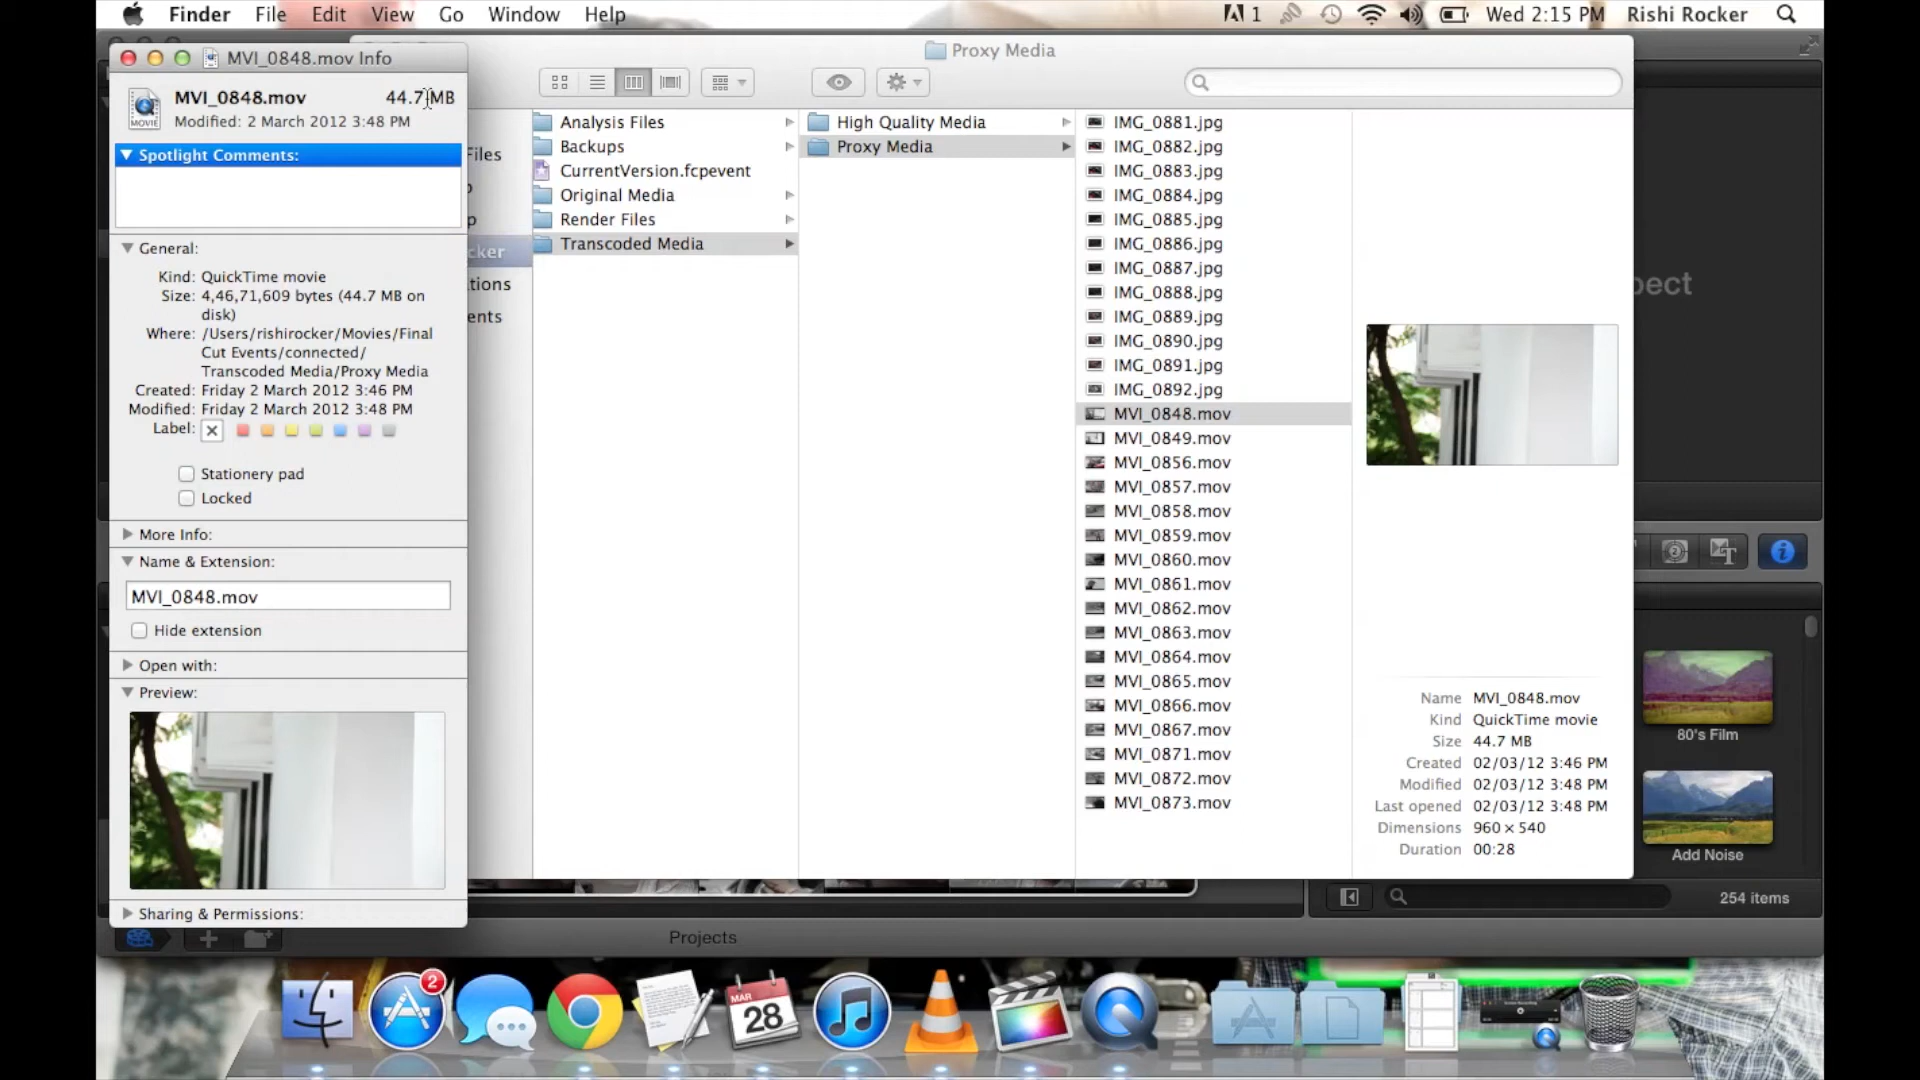 Finder File Edit View Go Window Help
1 Wed 2:15 PM Rishi Rocker
MVI_0848.mov Info
MVI_0848.mov 44.7 MB
Modified: 2 March 2012 3:48 PM
MOVIE
Spotlight Comments:
General:
Kind: QuickTime movie
Size: 4,46,71,609 bytes (44.7 MB on
disk)
Where: /Users/rishirocker/Movies/Final
Cut Events/connected/
Transcoded Media/Proxy Media
Created: Friday 2 March 2012 3:46 PM
Modified: Friday 2 March 2012 3:48 PM
Label:
Stationery pad
Locked
More Info:
Name & Extension:
MVI_0848.mov
Hide extension
Open with:
Preview:
Sharing & Permissions:
Proxy Media
Files
p
p
cker
tions
ents
Analysis Files
Backups
CurrentVersion.fcpevent
Original Media
Render Files
Transcoded Media
High Quality Media
Proxy Media
IMG_0881.jpg
IMG_0882.jpg
IMG_0883.jpg
IMG_0884.jpg
IMG_0885.jpg
IMG_0886.jpg
IMG_0887.jpg
IMG_0888.jpg
IMG_0889.jpg
IMG_0890.jpg
IMG_0891.jpg
IMG_0892.jpg
MVI_0848.mov
MVI_0849.mov
MVI_0856.mov
MVI_0857.mov
MVI_0858.mov
MVI_0859.mov
MVI_0860.mov
MVI_0861.mov
MVI_0862.mov
MVI_0863.mov
MVI_0864.mov
MVI_0865.mov
MVI_0866.mov
MVI_0867.mov
MVI_0871.mov
MVI_0872.mov
MVI_0873.mov
Name MVI_0848.mov
Kind QuickTime movie
Size 44.7 MB
Created 02/03/12 3:46 PM
Modified 02/03/12 3:48 PM
Last opened 02/03/12 3:48 PM
Dimensions 960 × 540
Duration 00:28
pect
80's Film
Add Noise
254 items
Projects
2
MAR
28